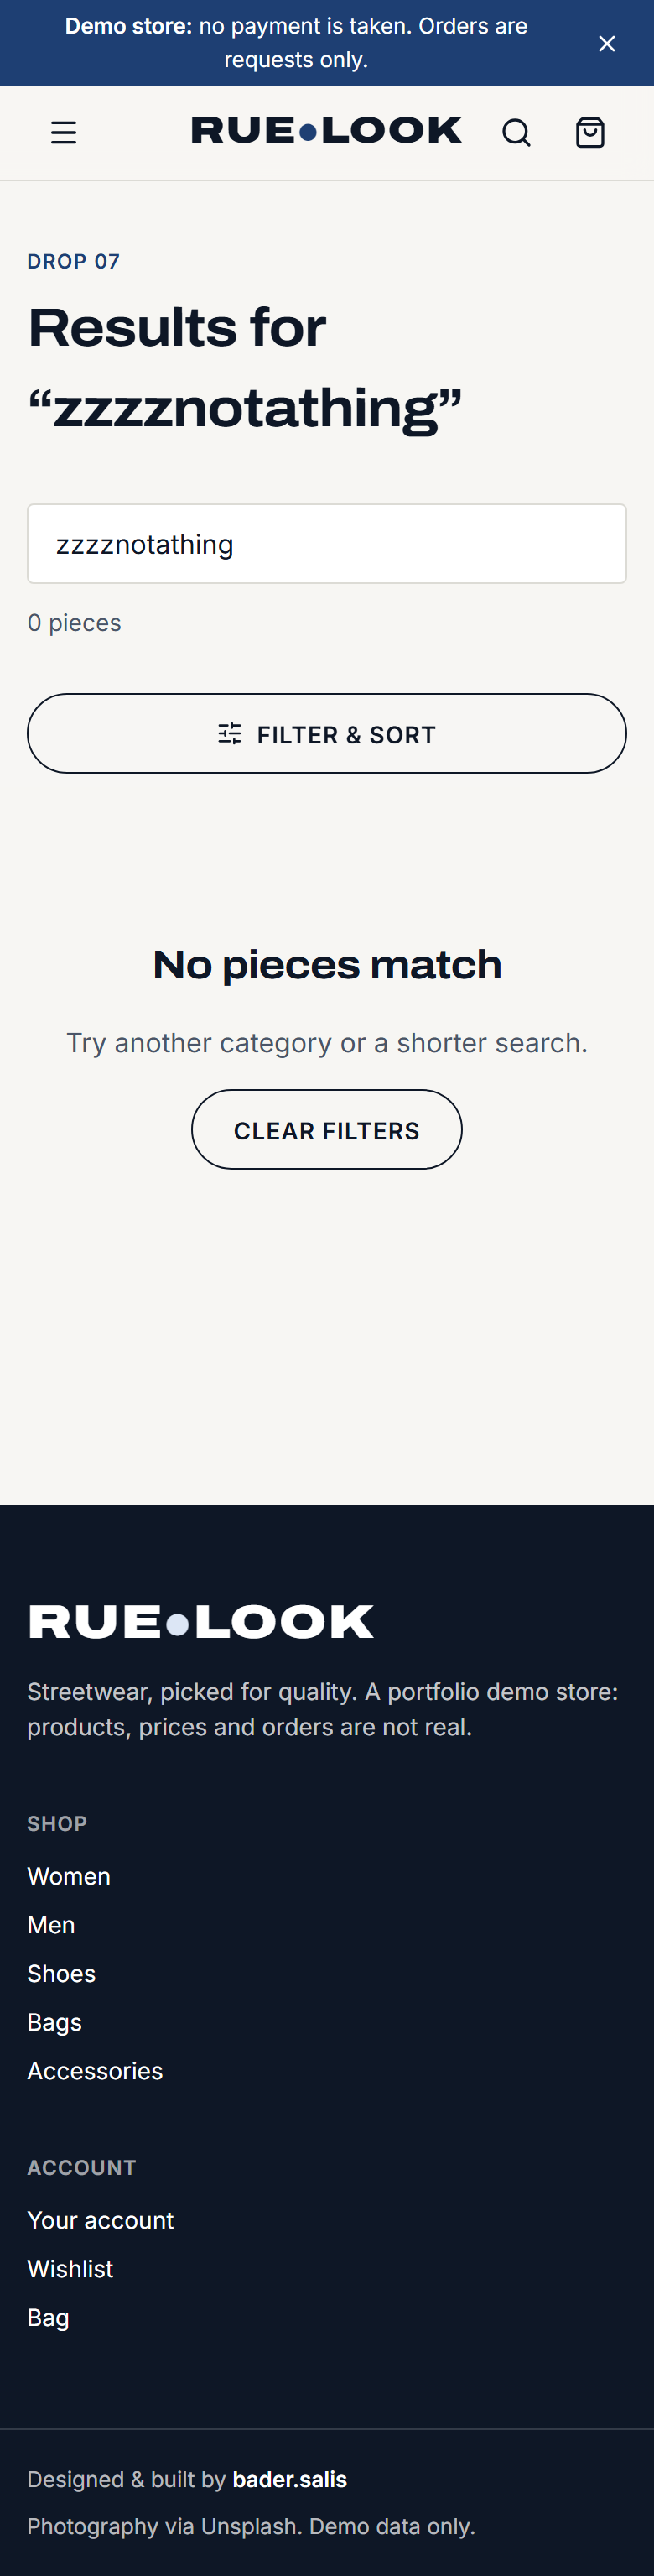 Demo store: no payment is taken. Orders are
requests only.
RUE●LOOK
DROP 07
Results for
“zzzznotathing”
zzzznotathing
0 pieces
FILTER & SORT
No pieces match
Try another category or a shorter search.
CLEAR FILTERS
RUE●LOOK
Streetwear, picked for quality. A portfolio demo store:
products, prices and orders are not real.
SHOP
Women
Men
Shoes
Bags
Accessories
ACCOUNT
Your account
Wishlist
Bag
Designed & built by bader.salis
Photography via Unsplash. Demo data only.